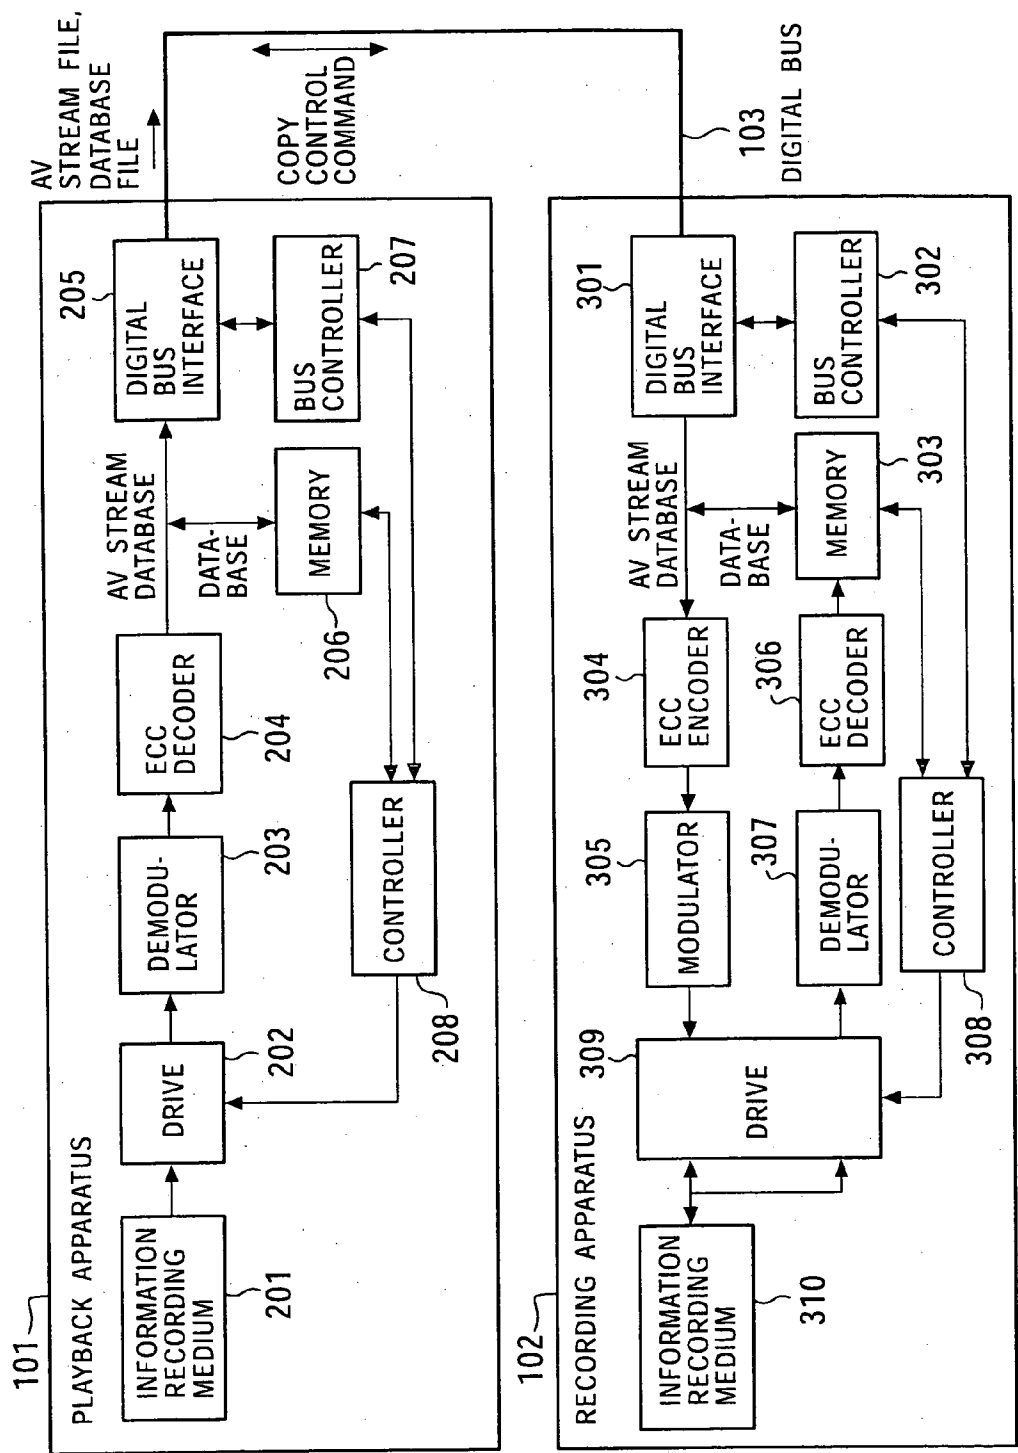 101
PLAYBACK APPARATUS
INFORMATION
RECORDING
MEDIUM
201
DRIVE
202
DEMODU-
LATOR
203
ECC
DECODER
204
AV STREAM
DATABASE
DATA-
BASE
MEMORY
206
DIGITAL
BUS
INTERFACE
205
BUS
CONTROLLER
207
CONTROLLER
208
AV
STREAM FILE,
DATABASE
FILE
COPY
CONTROL
COMMAND
103
DIGITAL BUS
102
RECORDING APPARATUS
INFORMATION
RECORDING
MEDIUM
310
DRIVE
309
MODULATOR
305
ECC
ENCODER
304
AV STREAM
DATABASE
DATA-
BASE
DIGITAL
BUS
INTERFACE
301
BUS
CONTROLLER
302
MEMORY
303
ECC
DECODER
306
DEMODU-
LATOR
307
CONTROLLER
308